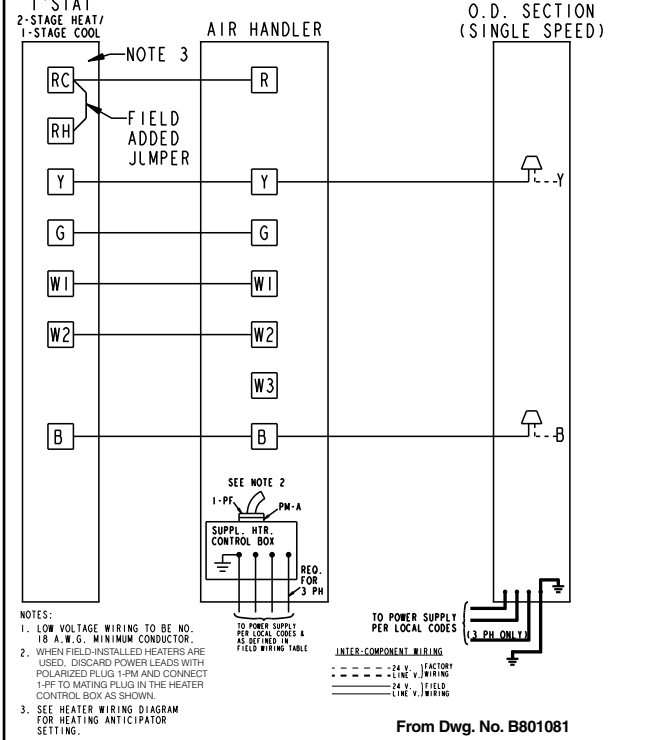 T'STAT
2-STAGE HEAT/
1-STAGE COOL
AIR HANDLER
O.D. SECTION
(SINGLE SPEED)
NOTE 3
RC
R
FIELD
ADDED
JUMPER
RH
Y
Y
Y
G
G
W1
W1
W2
W2
W3
B
B
B
SEE NOTE 2
1-PF
PM-A
SUPPL. HTR.
CONTROL BOX
REQ.
FOR
3 PH
TO POWER SUPPLY
PER LOCAL CODES &
AS DEFINED IN
FIELD WIRING TABLE
TO POWER SUPPLY
PER LOCAL CODES
(3 PH ONLY)
NOTES:
1. LOW VOLTAGE WIRING TO BE NO.
18 A.W.G. MINIMUM CONDUCTOR.
2. WHEN FIELD-INSTALLED HEATERS ARE
USED, DISCARD POWER LEADS WITH
POLARIZED PLUG 1-PM AND CONNECT
1-PF TO MATING PLUG IN THE HEATER
CONTROL BOX AS SHOWN.
3. SEE HEATER WIRING DIAGRAM
FOR HEATING ANTICIPATOR
SETTING.
INTER-COMPONENT WIRING
24 V. } FACTORY
LINE V. } WIRING
24 V. } FIELD
LINE V. } WIRING
From Dwg. No. B801081